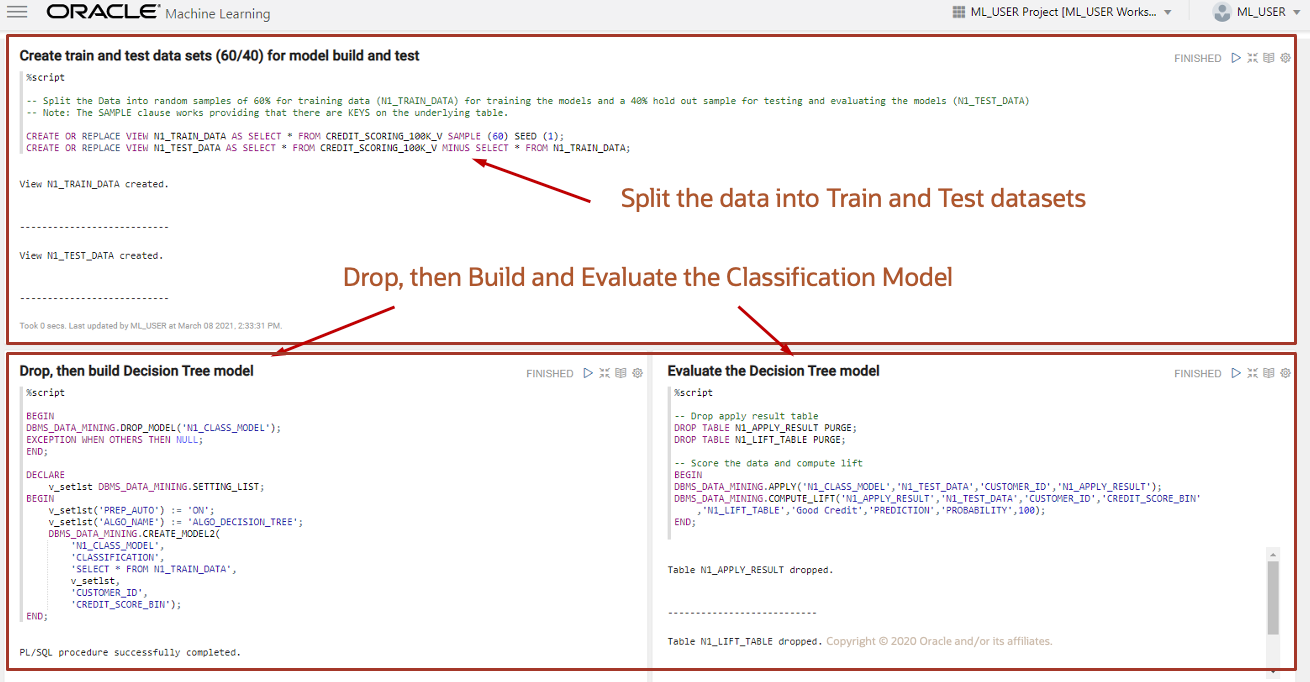 ORACLE Machine Learning
ML_USER Project [ML_USER Works...
ML_USER
Create train and test data sets (60/40) for model build and test
FINISHED
%script
-- Split the Data into random samples of 60% for training data (N1_TRAIN_DATA) for training the models and a 40% hold out sample for testing and evaluating the models (N1_TEST_DATA)
-- Note: The SAMPLE clause works providing that there are KEYS on the underlying table.
CREATE OR REPLACE VIEW N1_TRAIN_DATA AS SELECT * FROM CREDIT_SCORING_100K_V SAMPLE (60) SEED (1);
CREATE OR REPLACE VIEW N1_TEST_DATA AS SELECT * FROM CREDIT_SCORING_100K_V MINUS SELECT * FROM N1_TRAIN_DATA;
View N1_TRAIN_DATA created.
Split the data into Train and Test datasets
---------------------------
View N1_TEST_DATA created.
Drop, then Build and Evaluate the Classification Model
---------------------------
Took 0 secs. Last updated by ML_USER at March 08 2021, 2:33:31 PM.
Drop, then build Decision Tree model
FINISHED
%script
BEGIN
DBMS_DATA_MINING.DROP_MODEL('N1_CLASS_MODEL');
EXCEPTION WHEN OTHERS THEN NULL;
END;
DECLARE
v_setlst DBMS_DATA_MINING.SETTING_LIST;
BEGIN
v_setlst('PREP_AUTO') := 'ON';
v_setlst('ALGO_NAME') := 'ALGO_DECISION_TREE';
DBMS_DATA_MINING.CREATE_MODEL2(
'N1_CLASS_MODEL',
'CLASSIFICATION',
'SELECT * FROM N1_TRAIN_DATA',
v_setlst,
'CUSTOMER_ID',
'CREDIT_SCORE_BIN');
END;
PL/SQL procedure successfully completed.
Evaluate the Decision Tree model
FINISHED
%script
-- Drop apply result table
DROP TABLE N1_APPLY_RESULT PURGE;
DROP TABLE N1_LIFT_TABLE PURGE;
-- Score the data and compute lift
BEGIN
DBMS_DATA_MINING.APPLY('N1_CLASS_MODEL','N1_TEST_DATA','CUSTOMER_ID','N1_APPLY_RESULT');
DBMS_DATA_MINING.COMPUTE_LIFT('N1_APPLY_RESULT','N1_TEST_DATA','CUSTOMER_ID','CREDIT_SCORE_BIN'
,'N1_LIFT_TABLE','Good Credit','PREDICTION','PROBABILITY',100);
END;
Table N1_APPLY_RESULT dropped.
---------------------------
Table N1_LIFT_TABLE dropped. Copyright © 2020 Oracle and/or its affiliates.